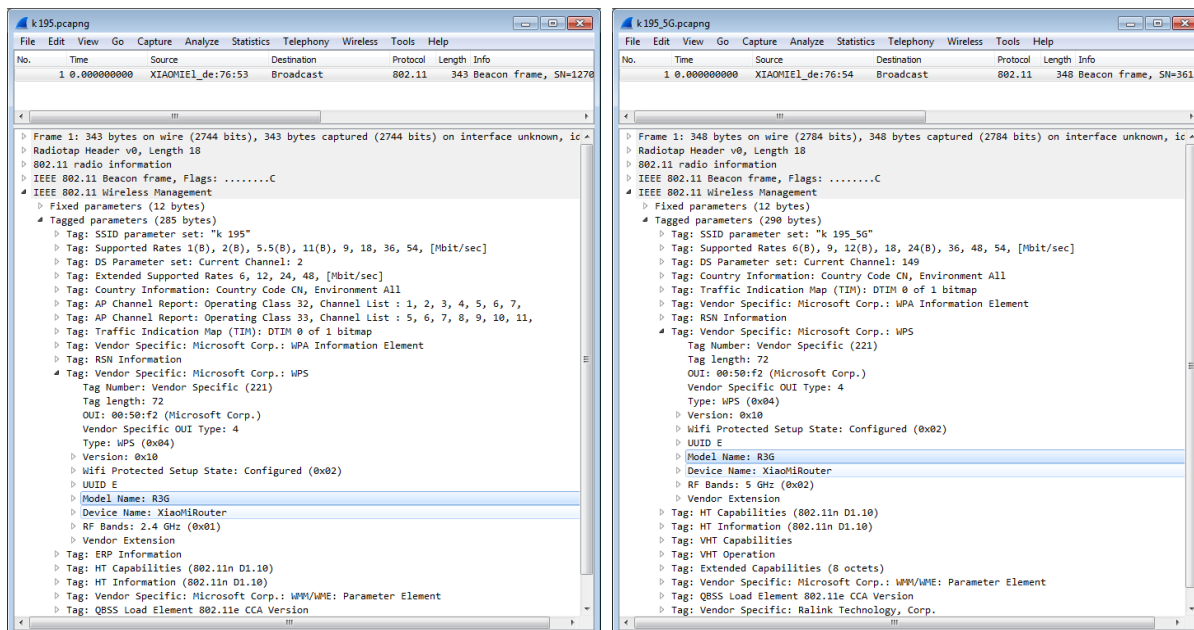 k 195.pcapng
File Edit View Go Capture Analyze Statistics Telephony Wireless Tools Help
No. Time Source Destination Protocol Length Info
1 0.000000000 XIAOMIEl_de:76:53 Broadcast 802.11 343 Beacon frame, SN=1270
Frame 1: 343 bytes on wire (2744 bits), 343 bytes captured (2744 bits) on interface unknown, id
Radiotap Header v0, Length 18
802.11 radio information
IEEE 802.11 Beacon frame, Flags: ........C
IEEE 802.11 Wireless Management
Fixed parameters (12 bytes)
Tagged parameters (285 bytes)
Tag: SSID parameter set: "k 195"
Tag: Supported Rates 1(B), 2(B), 5.5(B), 11(B), 9, 18, 36, 54, [Mbit/sec]
Tag: DS Parameter set: Current Channel: 2
Tag: Extended Supported Rates 6, 12, 24, 48, [Mbit/sec]
Tag: Country Information: Country Code CN, Environment All
Tag: AP Channel Report: Operating Class 32, Channel List : 1, 2, 3, 4, 5, 6, 7,
Tag: AP Channel Report: Operating Class 33, Channel List : 5, 6, 7, 8, 9, 10, 11,
Tag: Traffic Indication Map (TIM): DTIM 0 of 1 bitmap
Tag: Vendor Specific: Microsoft Corp.: WPA Information Element
Tag: RSN Information
Tag: Vendor Specific: Microsoft Corp.: WPS
Tag Number: Vendor Specific (221)
Tag length: 72
OUI: 00:50:f2 (Microsoft Corp.)
Vendor Specific OUI Type: 4
Type: WPS (0x04)
Version: 0x10
Wifi Protected Setup State: Configured (0x02)
UUID E
Model Name: R3G
Device Name: XiaoMiRouter
RF Bands: 2.4 GHz (0x01)
Vendor Extension
Tag: ERP Information
Tag: HT Capabilities (802.11n D1.10)
Tag: HT Information (802.11n D1.10)
Tag: Vendor Specific: Microsoft Corp.: WMM/WME: Parameter Element
Tag: QBSS Load Element 802.11e CCA Version
k 195_5G.pcapng
File Edit View Go Capture Analyze Statistics Telephony Wireless Tools Help
No. Time Source Destination Protocol Length Info
1 0.000000000 XIAOMIEl_de:76:54 Broadcast 802.11 348 Beacon frame, SN=361
Frame 1: 348 bytes on wire (2784 bits), 348 bytes captured (2784 bits) on interface unknown, id
Radiotap Header v0, Length 18
802.11 radio information
IEEE 802.11 Beacon frame, Flags: ........C
IEEE 802.11 Wireless Management
Fixed parameters (12 bytes)
Tagged parameters (290 bytes)
Tag: SSID parameter set: "k 195_5G"
Tag: Supported Rates 6(B), 9, 12(B), 18, 24(B), 36, 48, 54, [Mbit/sec]
Tag: DS Parameter set: Current Channel: 149
Tag: Country Information: Country Code CN, Environment All
Tag: Traffic Indication Map (TIM): DTIM 0 of 1 bitmap
Tag: Vendor Specific: Microsoft Corp.: WPA Information Element
Tag: RSN Information
Tag: Vendor Specific: Microsoft Corp.: WPS
Tag Number: Vendor Specific (221)
Tag length: 72
OUI: 00:50:f2 (Microsoft Corp.)
Vendor Specific OUI Type: 4
Type: WPS (0x04)
Version: 0x10
Wifi Protected Setup State: Configured (0x02)
UUID E
Model Name: R3G
Device Name: XiaoMiRouter
RF Bands: 5 GHz (0x02)
Vendor Extension
Tag: HT Capabilities (802.11n D1.10)
Tag: HT Information (802.11n D1.10)
Tag: VHT Capabilities
Tag: VHT Operation
Tag: Extended Capabilities (8 octets)
Tag: Vendor Specific: Microsoft Corp.: WMM/WME: Parameter Element
Tag: QBSS Load Element 802.11e CCA Version
Tag: Vendor Specific: Ralink Technology, Corp.